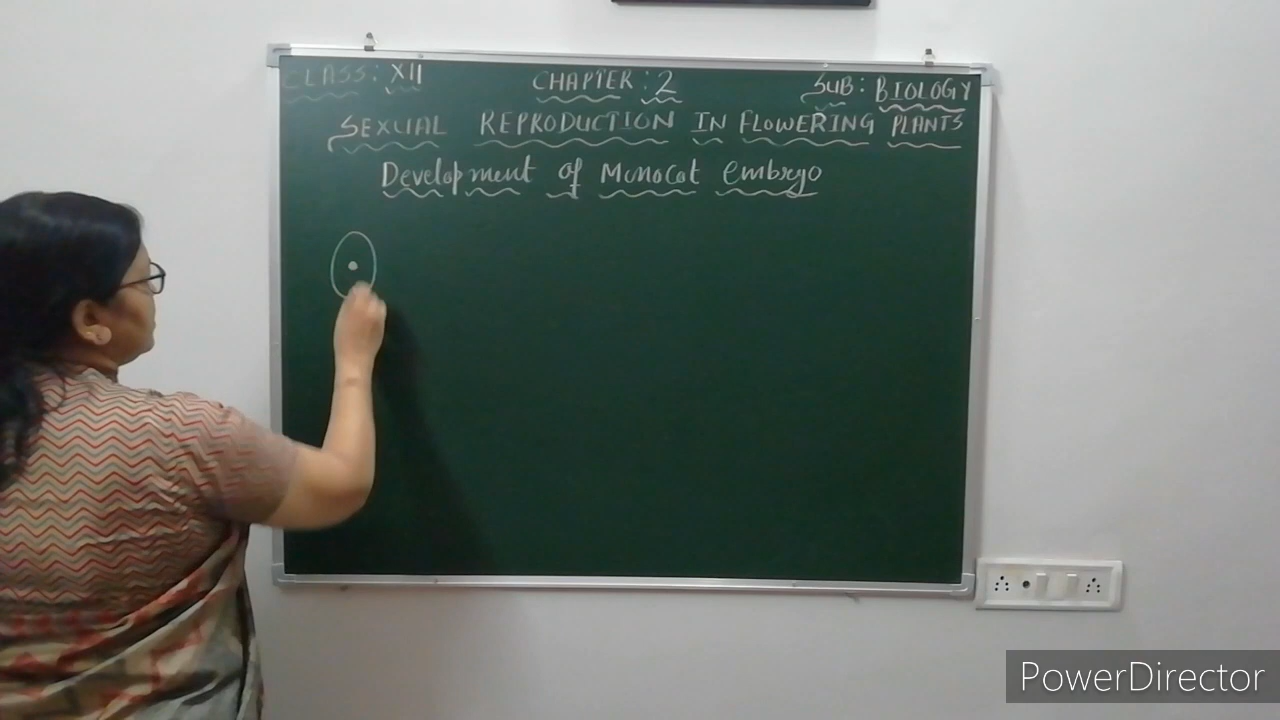 CLASS: XII CHAPTER: 2 SUB: BIOLOGY
SEXUAL REPRODUCTION IN FLOWERING PLANTS
Development of Monocot embryo
PowerDirector